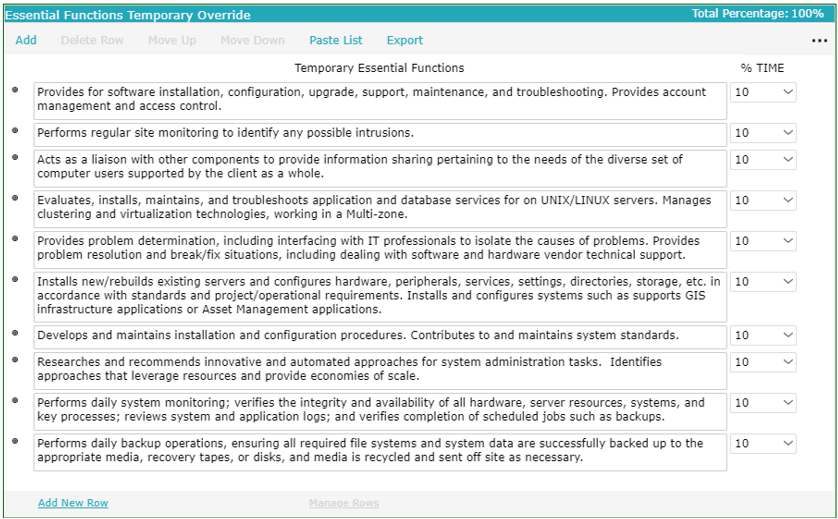 Essential Functions Temporary Override Total Percentage: 100%
Add Delete Row Move Up Move Down Paste List Export
Temporary Essential Functions % TIME
Provides for software installation, configuration, upgrade, support, maintenance, and troubleshooting. Provides account 10
management and access control.
Performs regular site monitoring to identify any possible intrusions. 10
Acts as a liaison with other components to provide information sharing pertaining to the needs of the diverse set of 10
computer users supported by the client as a whole.
Evaluates, installs, maintains, and troubleshoots application and database services for on UNIX/LINUX servers. Manages 10
clustering and virtualization technologies, working in a Multi-zone.
Provides problem determination, including interfacing with IT professionals to isolate the causes of problems. Provides 10
problem resolution and break/fix situations, including dealing with software and hardware vendor technical support.
Installs new/rebuilds existing servers and configures hardware, peripherals, services, settings, directories, storage, etc. in 10
accordance with standards and project/operational requirements. Installs and configures systems such as supports GIS
infrastructure applications or Asset Management applications.
Develops and maintains installation and configuration procedures. Contributes to and maintains system standards. 10
Researches and recommends innovative and automated approaches for system administration tasks.  Identifies 10
approaches that leverage resources and provide economies of scale.
Performs daily system monitoring; verifies the integrity and availability of all hardware, server resources, systems, and 10
key processes; reviews system and application logs; and verifies completion of scheduled jobs such as backups.
Performs daily backup operations, ensuring all required file systems and system data are successfully backed up to the 10
appropriate media, recovery tapes, or disks, and media is recycled and sent off site as necessary.
Add New Row Manage Rows